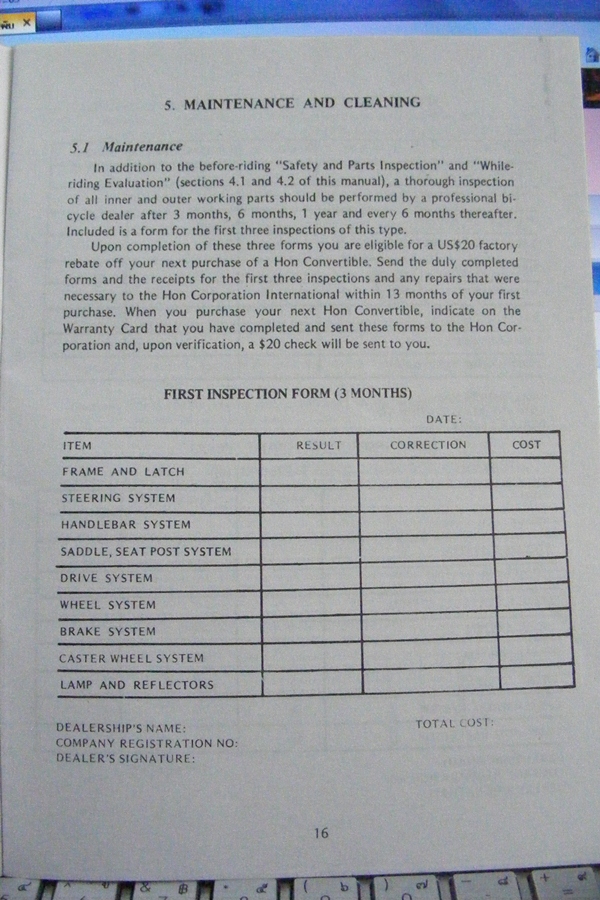 พับ ×
5. MAINTENANCE AND CLEANING
5.1 Maintenance
In addition to the before-riding "Safety and Parts Inspection" and "While-
riding Evaluation" (sections 4.1 and 4.2 of this manual), a thorough inspection
of all inner and outer working parts should be performed by a professional bi-
cycle dealer after 3 months, 6 months, 1 year and every 6 months thereafter.
Included is a form for the first three inspections of this type.
Upon completion of these three forms you are eligible for a US$20 factory
rebate off your next purchase of a Hon Convertible. Send the duly completed
forms and the receipts for the first three inspections and any repairs that were
necessary to the Hon Corporation International within 13 months of your first
purchase. When you purchase your next Hon Convertible, indicate on the
Warranty Card that you have completed and sent these forms to the Hon Cor-
poration and, upon verification, a $20 check will be sent to you.
FIRST INSPECTION FORM (3 MONTHS)
DATE:
ITEM RESULT CORRECTION COST
FRAME AND LATCH
STEERING SYSTEM
HANDLEBAR SYSTEM
SADDLE, SEAT POST SYSTEM
DRIVE SYSTEM
WHEEL SYSTEM
BRAKE SYSTEM
CASTER WHEEL SYSTEM
LAMP AND REFLECTORS
DEALERSHIP'S NAME: TOTAL COST:
COMPANY REGISTRATION NO:
DEALER'S SIGNATURE:
16